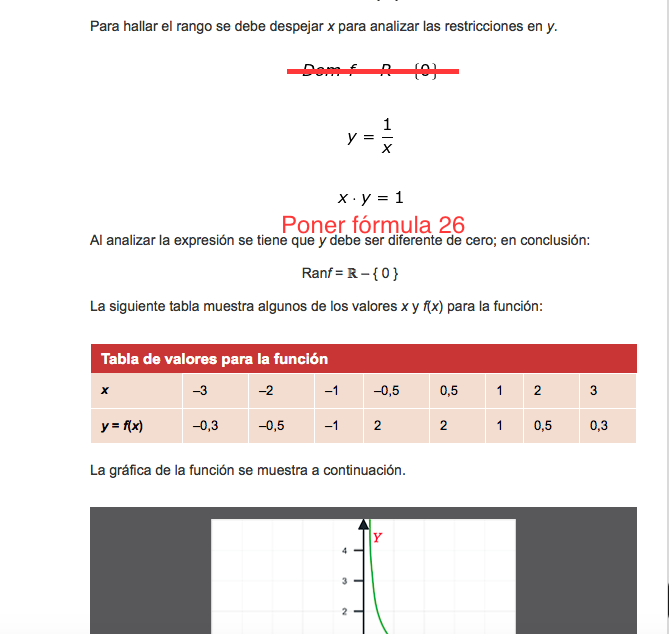 Para hallar el rango se debe despejar x para analizar las restricciones en y.
Dom f R {0}
y = 1/x
x · y = 1
Poner fórmula 26
Al analizar la expresión se tiene que y debe ser diferente de cero; en conclusión:
Ranf = ℝ – { 0 }
La siguiente tabla muestra algunos de los valores x y f(x) para la función:
Tabla de valores para la función
x –3 –2 –1 –0,5 0,5 1 2 3
y = f(x) –0,3 –0,5 –1 2 2 1 0,5 0,3
La gráfica de la función se muestra a continuación.
Y
4
3
2